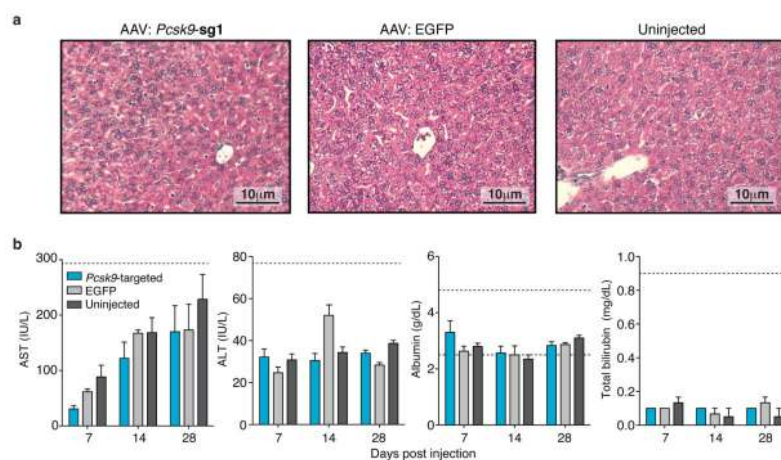 a
AAV: Pcsk9-sg1
AAV: EGFP
Uninjected
10μm
10μm
10μm
b
AST (IU/L)
300
200
100
0
Pcsk9-targeted
EGFP
Uninjected
7
14
28
ALT (IU/L)
80
60
40
20
0
7
14
28
Albumin (g/dL)
6
4
2
0
7
14
28
Total bilirubin (mg/dL)
1.0
0.8
0.6
0.4
0.2
0.0
7
14
28
Days post injection